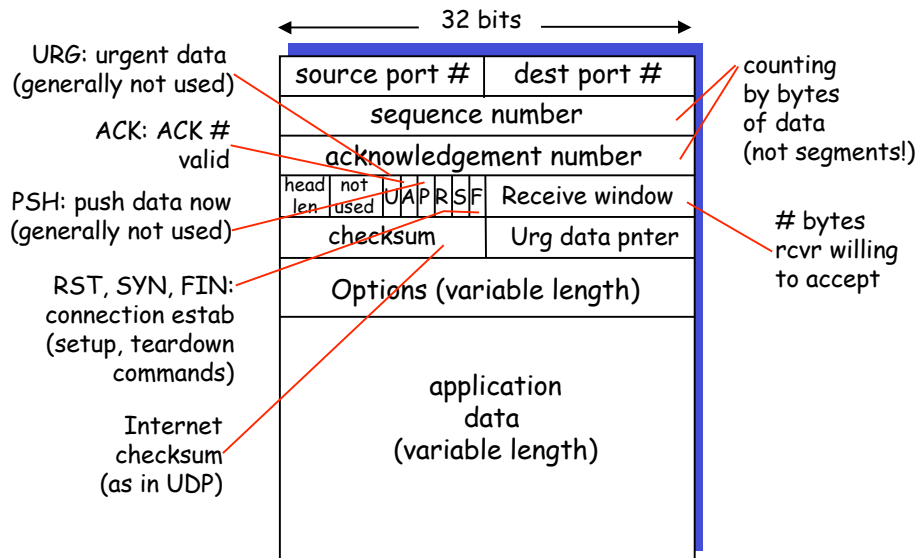 32 bits
URG: urgent data
(generally not used)
ACK: ACK #
valid
PSH: push data now
(generally not used)
RST, SYN, FIN:
connection estab
(setup, teardown
commands)
Internet
checksum
(as in UDP)
source port #
dest port #
sequence number
acknowledgement number
head
len
not
used
U
A
P
R
S
F
Receive window
checksum
Urg data pnter
Options (variable length)
application
data
(variable length)
counting
by bytes
of data
(not segments!)
# bytes
rcvr willing
to accept